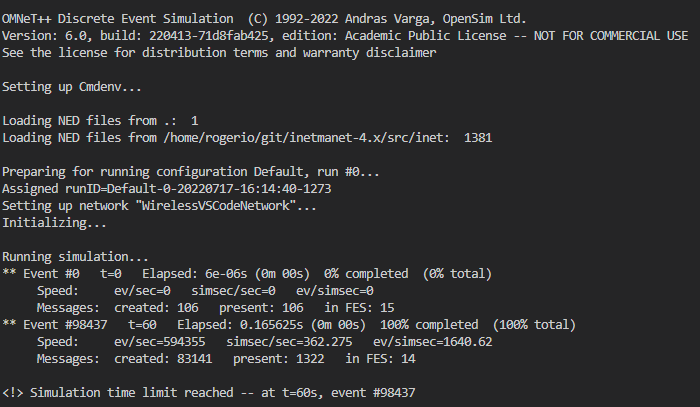 OMNeT++ Discrete Event Simulation  (C) 1992-2022 Andras Varga, OpenSim Ltd.
Version: 6.0, build: 220413-71d8fab425, edition: Academic Public License -- NOT FOR COMMERCIAL USE
See the license for distribution terms and warranty disclaimer
Setting up Cmdenv...
Loading NED files from .:  1
Loading NED files from /home/rogerio/git/inetmanet-4.x/src/inet:  1381
Preparing for running configuration Default, run #0...
Assigned runID=Default-0-20220717-16:14:40-1273
Setting up network "WirelessVSCodeNetwork"...
Initializing...
Running simulation...
** Event #0   t=0   Elapsed: 6e-06s (0m 00s)  0% completed  (0% total)
     Speed:     ev/sec=0   simsec/sec=0   ev/simsec=0
     Messages:  created: 106   present: 106   in FES: 15
** Event #98437   t=60   Elapsed: 0.165625s (0m 00s)  100% completed  (100% total)
     Speed:     ev/sec=594355   simsec/sec=362.275   ev/simsec=1640.62
     Messages:  created: 83141   present: 1322   in FES: 14
<!> Simulation time limit reached -- at t=60s, event #98437